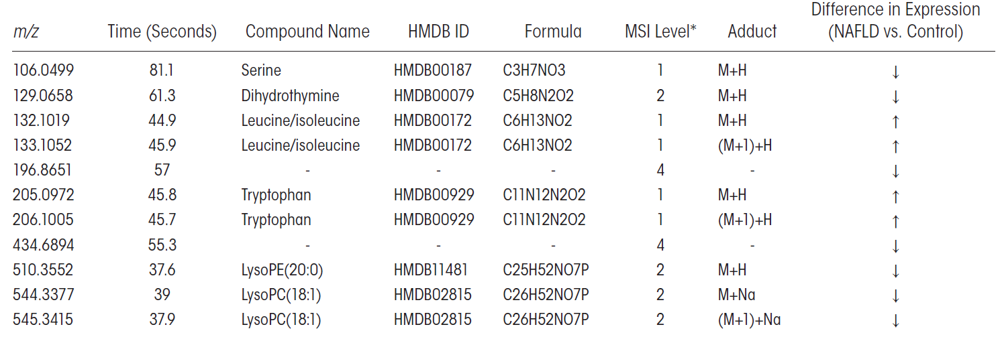 m/z Time (Seconds) Compound Name HMDB ID Formula MSI Level* Adduct Difference in Expression (NAFLD vs. Control)
106.0499 81.1 Serine HMDB00187 C3H7NO3 1 M+H ↓
129.0658 61.3 Dihydrothymine HMDB00079 C5H8N2O2 2 M+H ↓
132.1019 44.9 Leucine/isoleucine HMDB00172 C6H13NO2 1 M+H ↑
133.1052 45.9 Leucine/isoleucine HMDB00172 C6H13NO2 1 (M+1)+H ↑
196.8651 57 - - - 4 - ↓
205.0972 45.8 Tryptophan HMDB00929 C11N12N2O2 1 M+H ↑
206.1005 45.7 Tryptophan HMDB00929 C11N12N2O2 1 (M+1)+H ↑
434.6894 55.3 - - - 4 - ↓
510.3552 37.6 LysoPE(20:0) HMDB11481 C25H52NO7P 2 M+H ↓
544.3377 39 LysoPC(18:1) HMDB02815 C26H52NO7P 2 M+Na ↓
545.3415 37.9 LysoPC(18:1) HMDB02815 C26H52NO7P 2 (M+1)+Na ↓